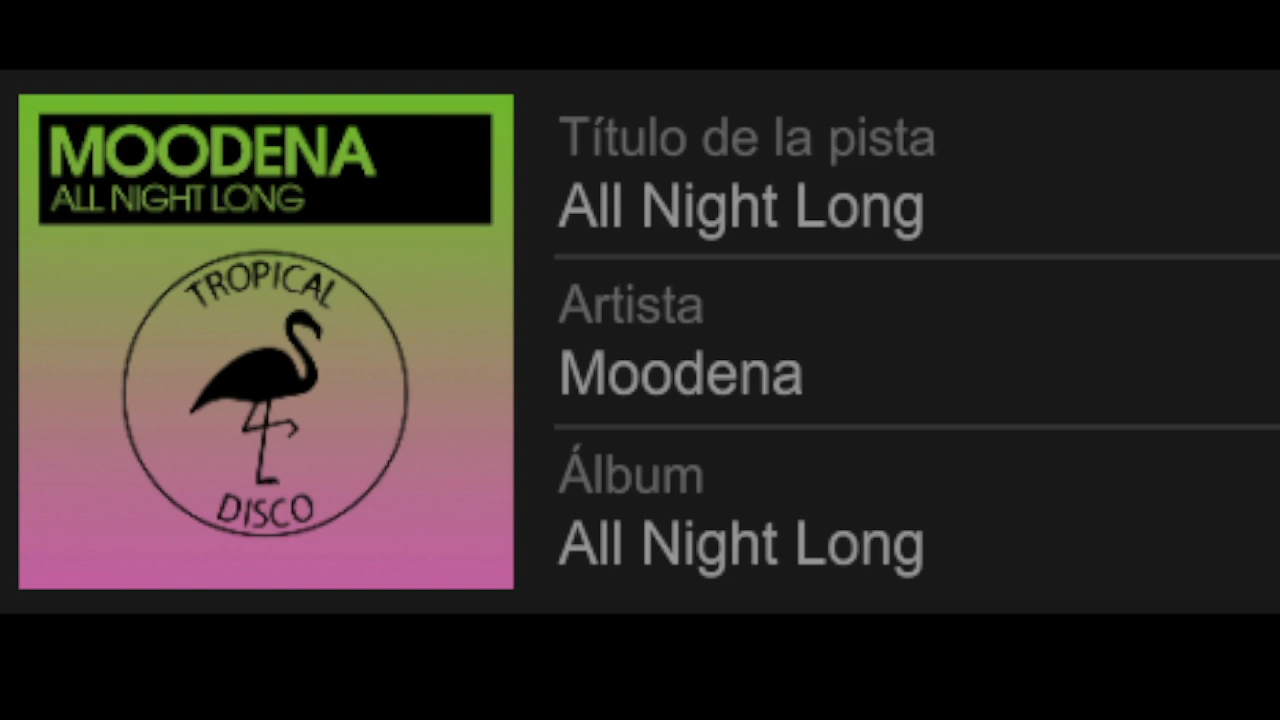 MOODENA
ALL NIGHT LONG
TROPICAL
DISCO
Título de la pista
All Night Long
Artista
Moodena
Álbum
All Night Long